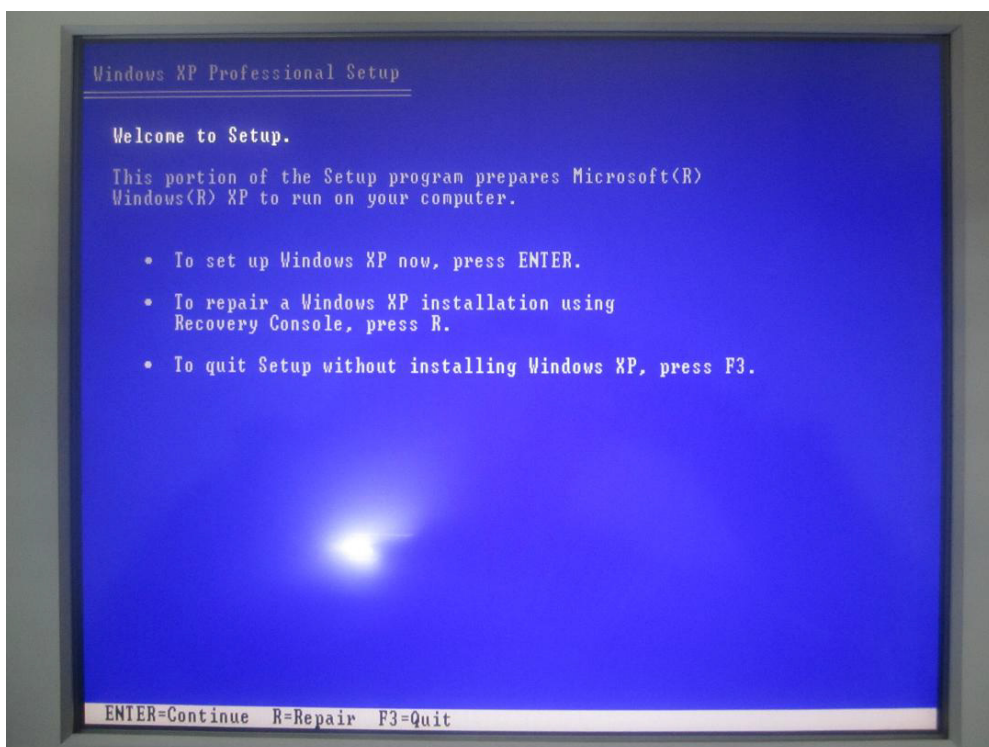 Windows XP Professional Setup
Welcome to Setup.
This portion of the Setup program prepares Microsoft(R)
Windows(R) XP to run on your computer.
• To set up Windows XP now, press ENTER.
• To repair a Windows XP installation using
Recovery Console, press R.
• To quit Setup without installing Windows XP, press F3.
ENTER=Continue R=Repair F3=Quit